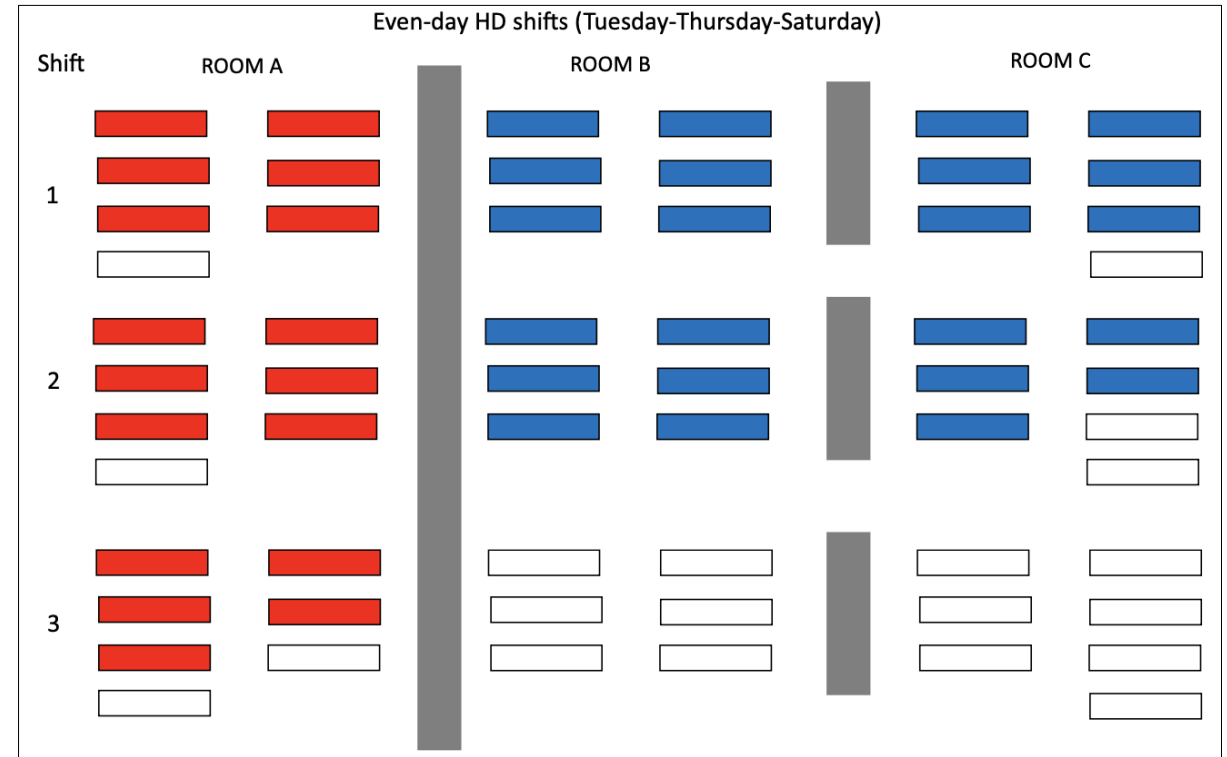 Even-day HD shifts (Tuesday-Thursday-Saturday)
Shift ROOM A ROOM B ROOM C
1
2
3